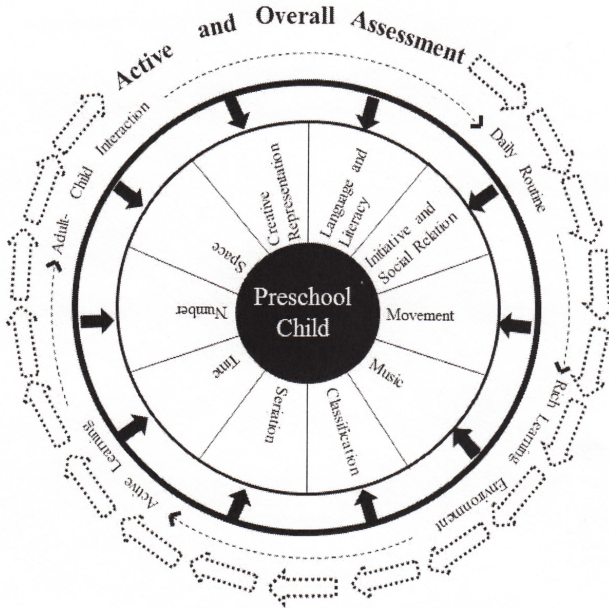 Active and Overall Assessment
Daily Routine
Rich Learning
Environment
Active Learning
Adult-
Child Interaction
Language and
Literacy
Initiative and
Social Relation
Movement
Music
Classification
Seriation
Time
Number
Space
Creative
Representation
Preschool
Child